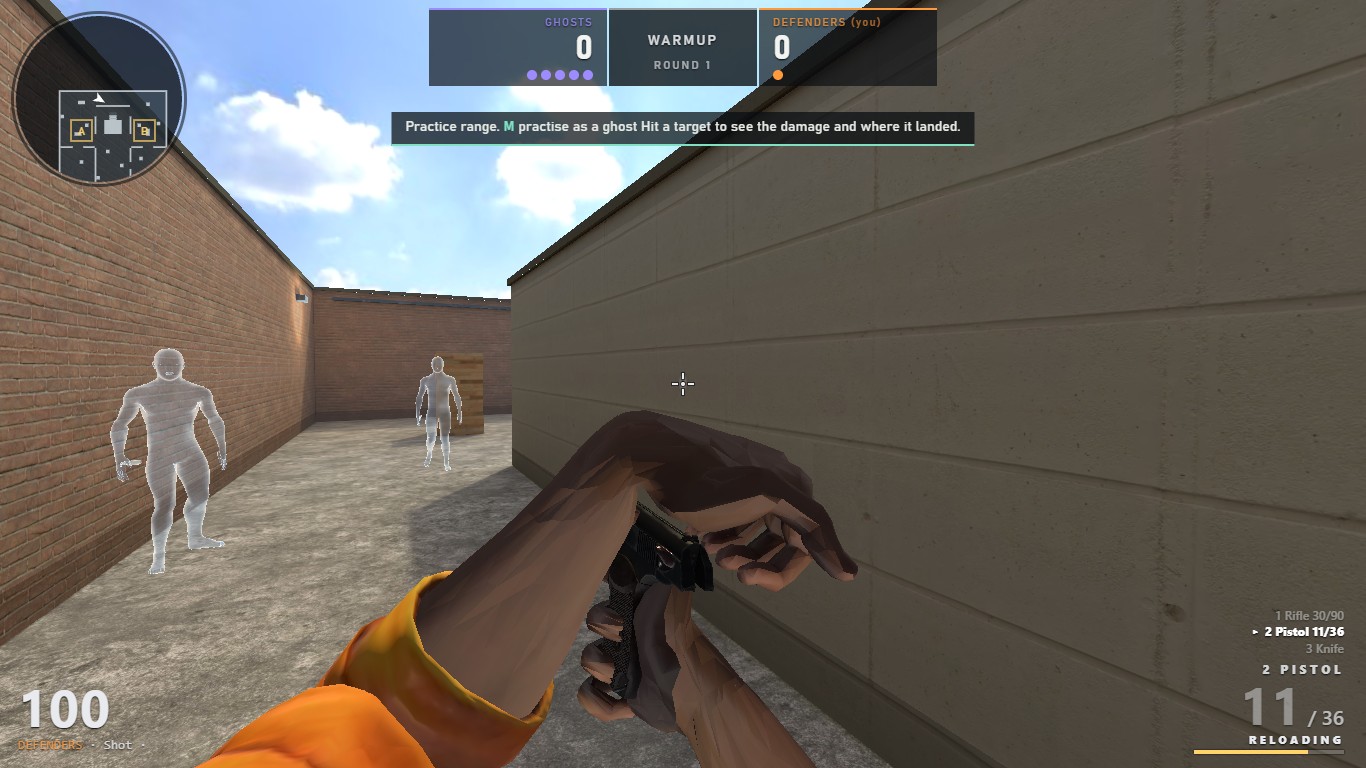 GHOSTS
0
WARMUP
ROUND 1
DEFENDERS (you)
0
Practice range. M practise as a ghost Hit a target to see the damage and where it landed.
A
B
1 Rifle 30/90
▸ 2 Pistol 11/36
3 Knife
2 PISTOL
11 / 36
RELOADING
100
DEFENDERS · Shot ·